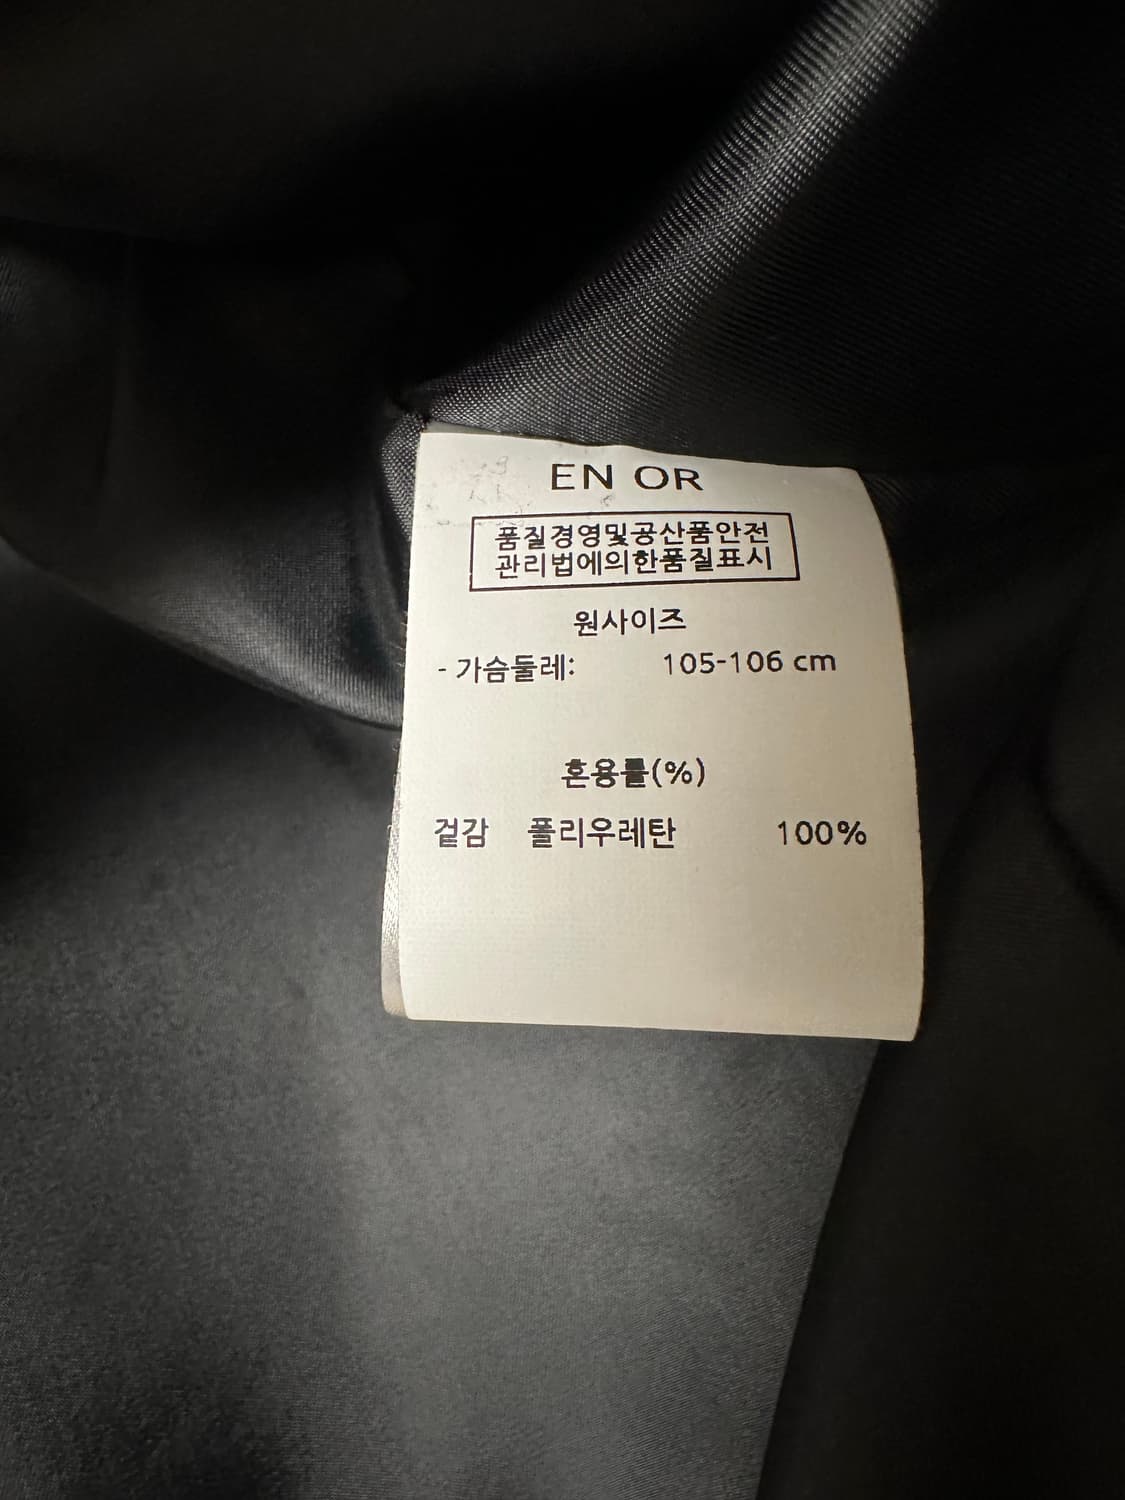 EN OR
품질경영및공산품안전
관리법에의한품질표시
원사이즈
- 가슴둘레: 105-106 cm
혼용률(%)
겉감 폴리우레탄 100%